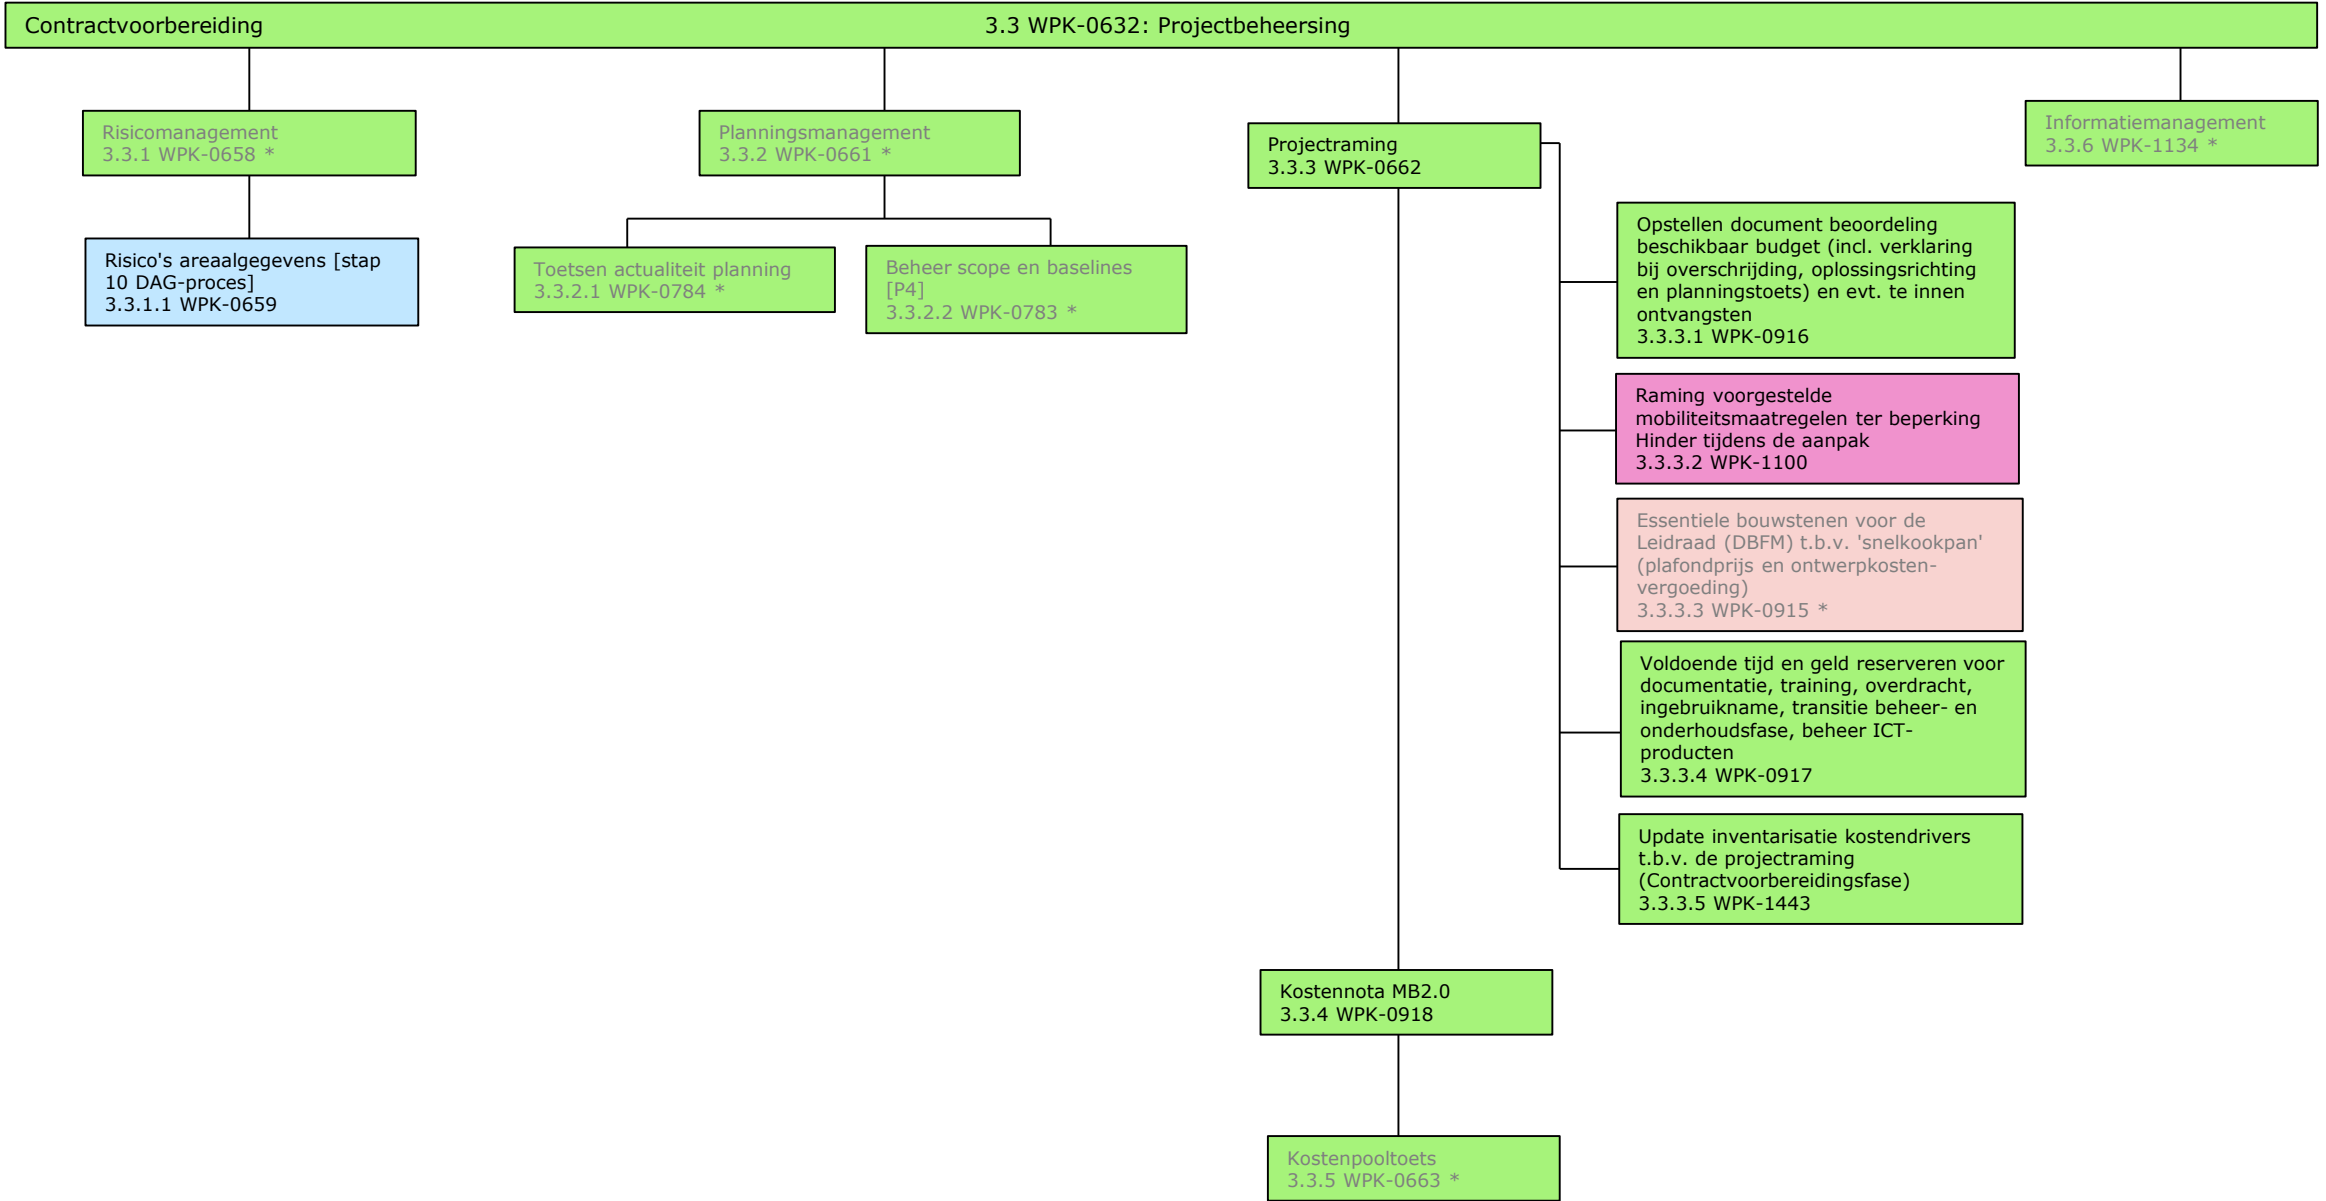 Contractvoorbereiding
3.3 WPK-0632: Projectbeheersing
Risicomanagement
3.3.1 WPK-0658 *
Risico's areaalgegevens [stap
10 DAG-proces]
3.3.1.1 WPK-0659
Planningsmanagement
3.3.2 WPK-0661 *
Toetsen actualiteit planning
3.3.2.1 WPK-0784 *
Beheer scope en baselines
[P4]
3.3.2.2 WPK-0783 *
Projectraming
3.3.3 WPK-0662
Opstellen document beoordeling
beschikbaar budget (incl. verklaring
bij overschrijding, oplossingsrichting
en planningstoets) en evt. te innen
ontvangsten
3.3.3.1 WPK-0916
Raming voorgestelde
mobiliteitsmaatregelen ter beperking
Hinder tijdens de aanpak
3.3.3.2 WPK-1100
Essentiele bouwstenen voor de
Leidraad (DBFM) t.b.v. 'snelkookpan'
(plafondprijs en ontwerpkosten-
vergoeding)
3.3.3.3 WPK-0915 *
Voldoende tijd en geld reserveren voor
documentatie, training, overdracht,
ingebruikname, transitie beheer- en
onderhoudsfase, beheer ICT-
producten
3.3.3.4 WPK-0917
Update inventarisatie kostendrivers
t.b.v. de projectraming
(Contractvoorbereidingsfase)
3.3.3.5 WPK-1443
Kostennota MB2.0
3.3.4 WPK-0918
Kostenpooltoets
3.3.5 WPK-0663 *
Informatiemanagement
3.3.6 WPK-1134 *